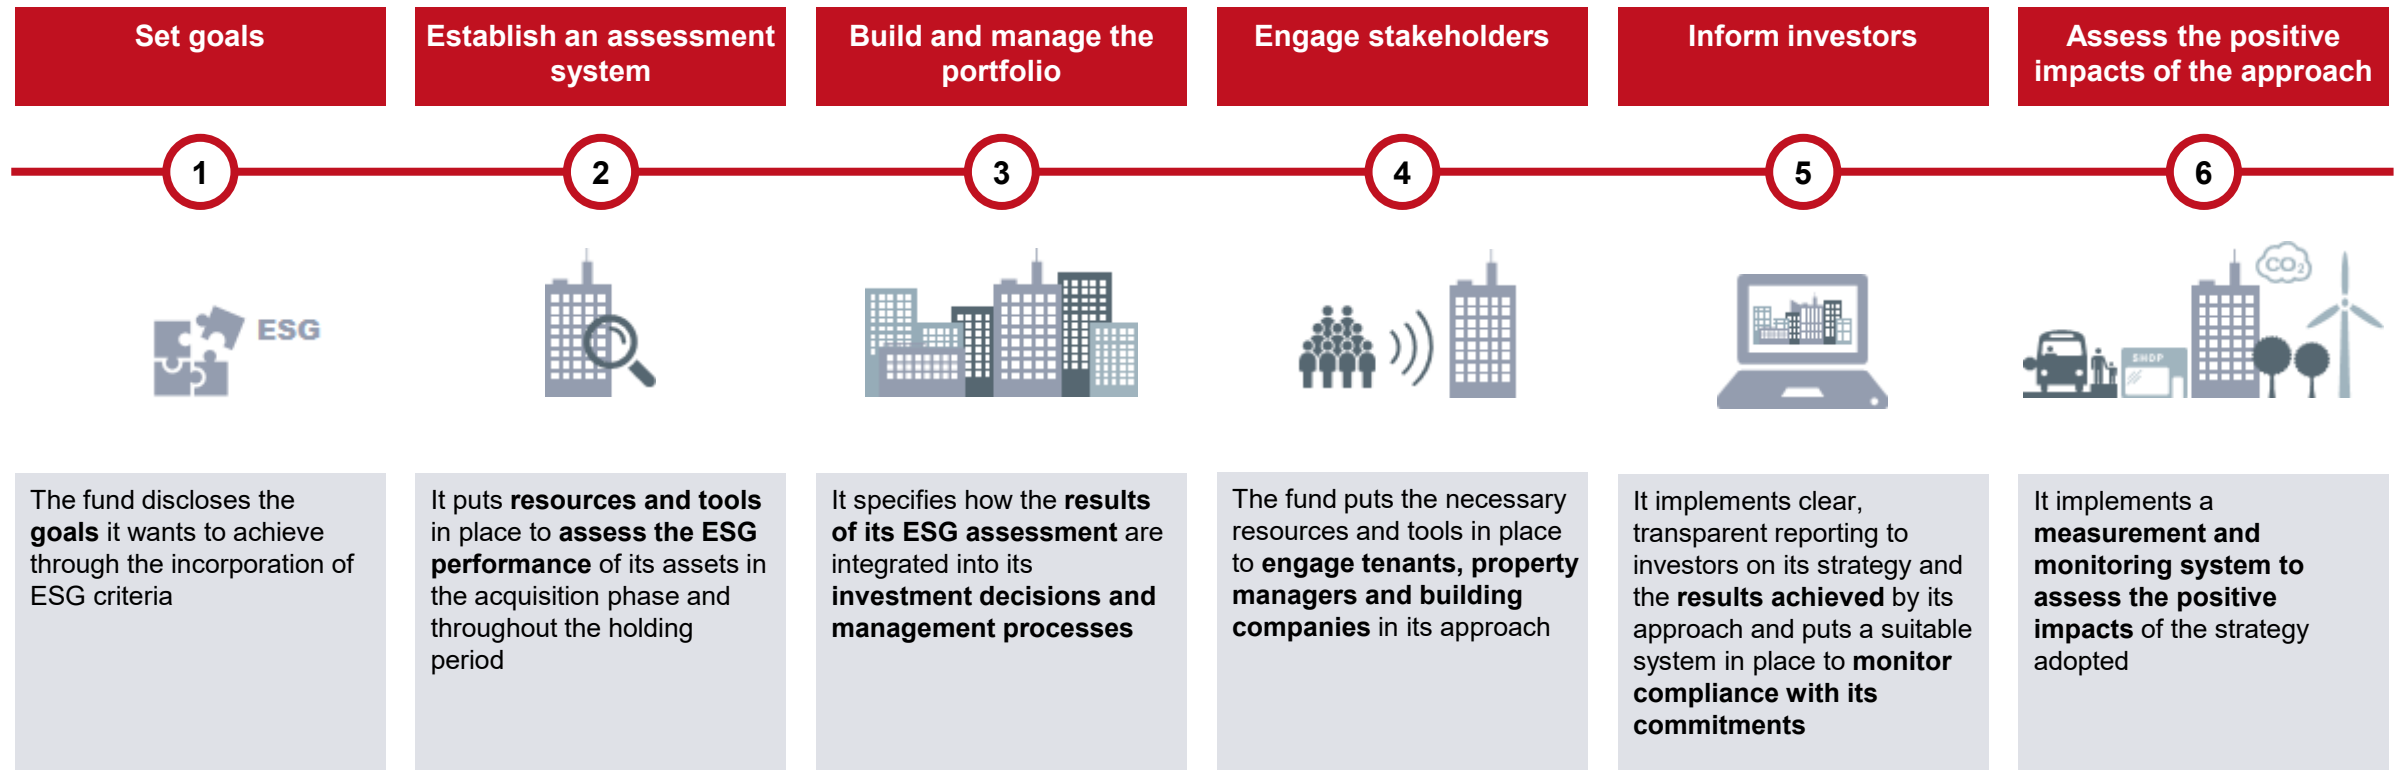 Set goals
Establish an assessment
system
Build and manage the
portfolio
Engage stakeholders
Inform investors
Assess the positive
impacts of the approach
1
2
3
4
5
6
ESG
SHOP
CO2
The fund discloses the
goals it wants to achieve
through the incorporation of
ESG criteria
It puts resources and tools
in place to assess the ESG
performance of its assets in
the acquisition phase and
throughout the holding
period
It specifies how the results
of its ESG assessment are
integrated into its
investment decisions and
management processes
The fund puts the necessary
resources and tools in place
to engage tenants, property
managers and building
companies in its approach
It implements clear,
transparent reporting to
investors on its strategy and
the results achieved by its
approach and puts a suitable
system in place to monitor
compliance with its
commitments
It implements a
measurement and
monitoring system to
assess the positive
impacts of the strategy
adopted